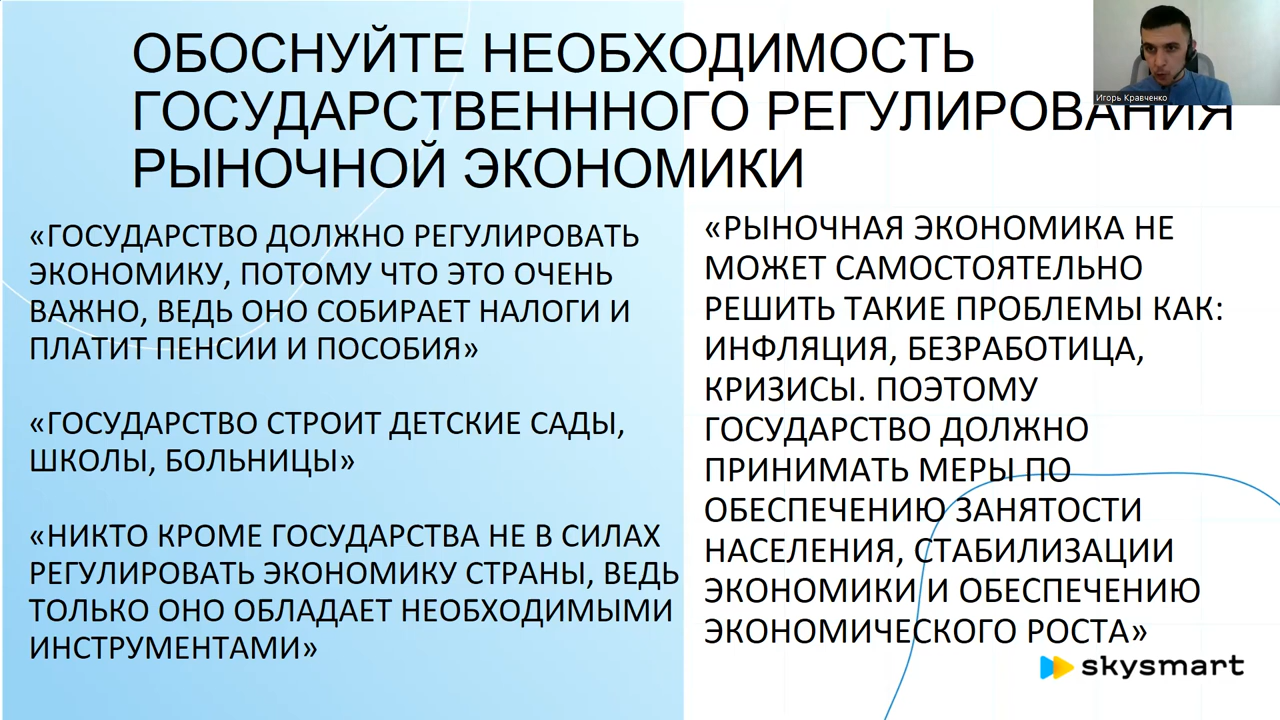 ОБОСНУЙТЕ НЕОБХОДИМОСТЬ
ГОСУДАРСТВЕНННОГО РЕГУЛИРОВАНИЯ
РЫНОЧНОЙ ЭКОНОМИКИ
Игорь Кравченко
«ГОСУДАРСТВО ДОЛЖНО РЕГУЛИРОВАТЬ
ЭКОНОМИКУ, ПОТОМУ ЧТО ЭТО ОЧЕНЬ
ВАЖНО, ВЕДЬ ОНО СОБИРАЕТ НАЛОГИ И
ПЛАТИТ ПЕНСИИ И ПОСОБИЯ»
«ГОСУДАРСТВО СТРОИТ ДЕТСКИЕ САДЫ,
ШКОЛЫ, БОЛЬНИЦЫ»
«НИКТО КРОМЕ ГОСУДАРСТВА НЕ В СИЛАХ
РЕГУЛИРОВАТЬ ЭКОНОМИКУ СТРАНЫ, ВЕДЬ
ТОЛЬКО ОНО ОБЛАДАЕТ НЕОБХОДИМЫМИ
ИНСТРУМЕНТАМИ»
«РЫНОЧНАЯ ЭКОНОМИКА НЕ
МОЖЕТ САМОСТОЯТЕЛЬНО
РЕШИТЬ ТАКИЕ ПРОБЛЕМЫ КАК:
ИНФЛЯЦИЯ, БЕЗРАБОТИЦА,
КРИЗИСЫ. ПОЭТОМУ
ГОСУДАРСТВО ДОЛЖНО
ПРИНИМАТЬ МЕРЫ ПО
ОБЕСПЕЧЕНИЮ ЗАНЯТОСТИ
НАСЕЛЕНИЯ, СТАБИЛИЗАЦИИ
ЭКОНОМИКИ И ОБЕСПЕЧЕНИЮ
ЭКОНОМИЧЕСКОГО РОСТА»
skysmart